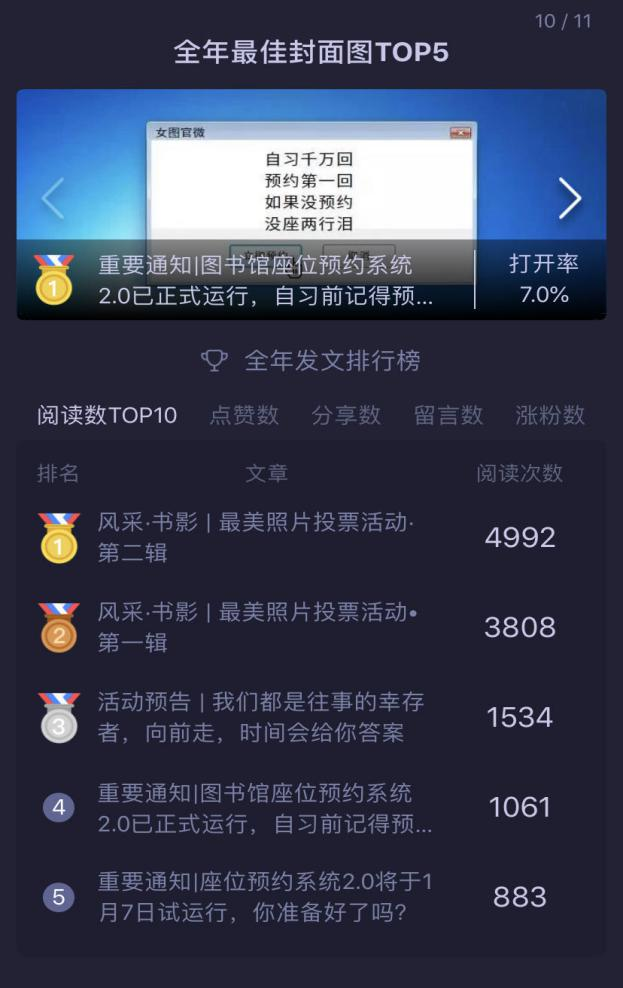 10 / 11
全年最佳封面图TOP5
女图官微
自习千万回
预约第一回
如果没预约
没座两行泪
1
重要通知|图书馆座位预约系统
2.0已正式运行，自习前记得预...
打开率
7.0%
全年发文排行榜
阅读数TOP10 点赞数 分享数 留言数 涨粉数
排名 文章 阅读次数
1
风采·书影 | 最美照片投票活动·
第二辑
4992
2
风采·书影 | 最美照片投票活动•
第一辑
3808
3
活动预告 | 我们都是往事的幸存
者，向前走，时间会给你答案
1534
4
重要通知|图书馆座位预约系统
2.0已正式运行，自习前记得预...
1061
5
重要通知|座位预约系统2.0将于1
月7日试运行，你准备好了吗?
883